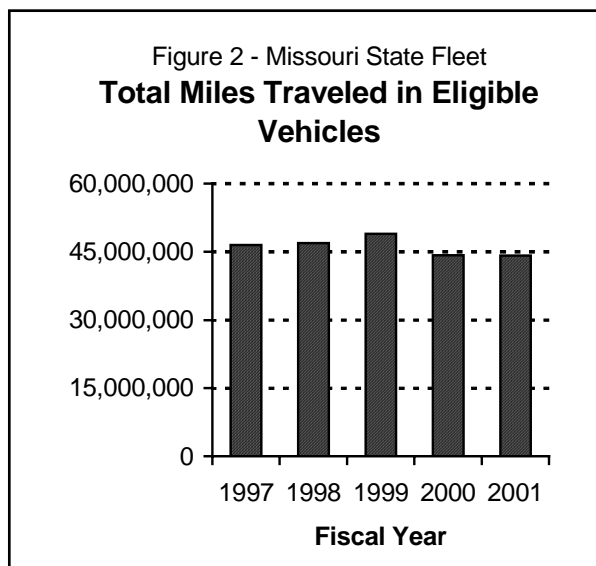 Figure 2 - Missouri State Fleet
Total Miles Traveled in Eligible
Vehicles
60,000,000
45,000,000
30,000,000
15,000,000
0
1997 1998 1999 2000 2001
Fiscal Year